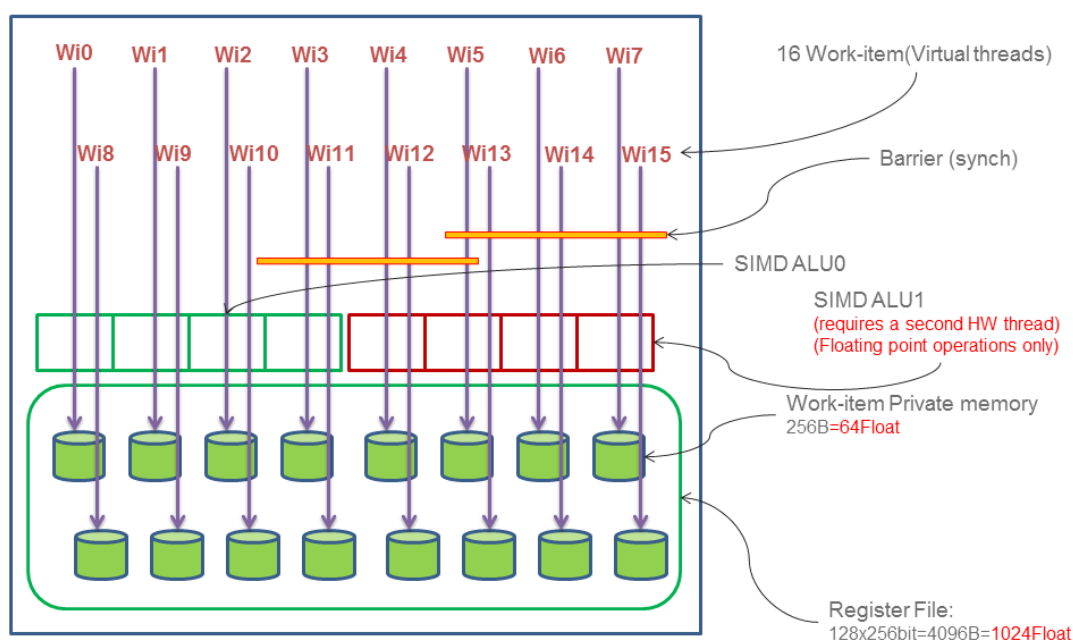 Wi0 Wi1 Wi2 Wi3 Wi4 Wi5 Wi6 Wi7
16 Work-item(Virtual threads)
Wi8 Wi9 Wi10 Wi11 Wi12 Wi13 Wi14 Wi15
Barrier (synch)
SIMD ALU0
SIMD ALU1
(requires a second HW thread)
(Floating point operations only)
Work-item Private memory
256B=64Float
Register File:
128x256bit=4096B=1024Float